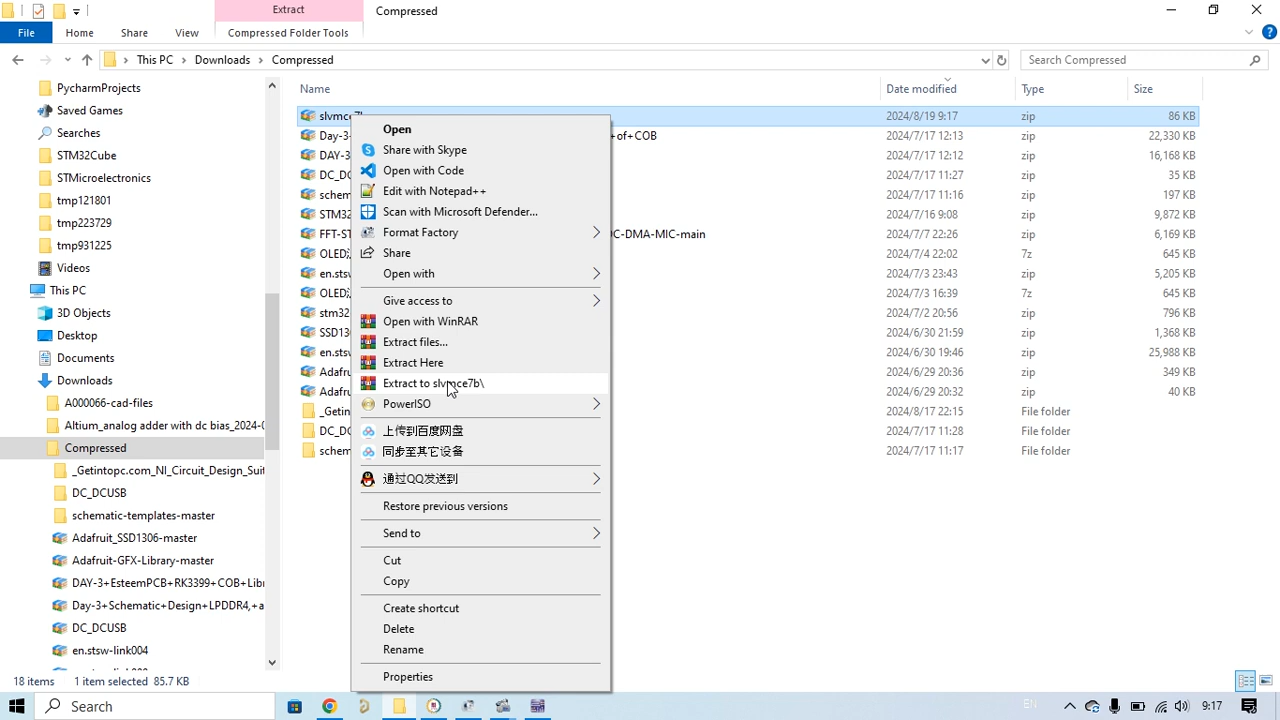 Extract
Compressed
File
Home
Share
View
Compressed Folder Tools
This PC
Downloads
Compressed
Search Compressed
Name
Date modified
Type
Size
PycharmProjects
Saved Games
Searches
STM32Cube
STMicroelectronics
tmp121801
tmp223729
tmp931225
Videos
This PC
3D Objects
Desktop
Documents
Downloads
A000066-cad-files
Altium_analog adder with dc bias_2024-0
Compressed
_Getintopc.com_NI_Circuit_Design_Suit
DC_DCUSB
schematic-templates-master
Adafruit_SSD1306-master
Adafruit-GFX-Library-master
DAY-3+EsteemPCB+RK3399+COB+Libr
Day-3+Schematic+Design+LPDDR4,+a
DC_DCUSB
en.stsw-link004
2024/8/19 9:17 zip 86 KB
Day-3 +of+COB 2024/7/17 12:13 zip 22,330 KB
DAY-3 2024/7/17 12:12 zip 16,168 KB
DC_DC 2024/7/17 11:27 zip 35 KB
schem 2024/7/17 11:16 zip 197 KB
STM32 2024/7/16 9:08 zip 9,872 KB
FFT-ST DC-DMA-MIC-main 2024/7/7 22:26 zip 6,169 KB
OLED 2024/7/4 22:02 7z 645 KB
en.stsw 2024/7/3 23:43 zip 5,205 KB
OLED 2024/7/3 16:39 7z 645 KB
stm32 2024/7/2 20:56 zip 796 KB
SSD13 2024/6/30 21:59 zip 1,368 KB
en.stsw 2024/6/30 19:46 zip 25,988 KB
Adafru 2024/6/29 20:36 zip 349 KB
Adafru 2024/6/29 20:32 zip 40 KB
_Getin 2024/8/17 22:15 File folder
DC_DC 2024/7/17 11:28 File folder
schem 2024/7/17 11:17 File folder
Open
Share with Skype
Open with Code
Edit with Notepad++
Scan with Microsoft Defender...
Format Factory
Share
Open with
Give access to
Open with WinRAR
Extract files...
Extract Here
Extract to slvmce7b\
PowerISO
上传到百度网盘
同步至其它设备
通过QQ发送到
Restore previous versions
Send to
Cut
Copy
Create shortcut
Delete
Rename
Properties
18 items
1 item selected 85.7 KB
Search
EN
9:17